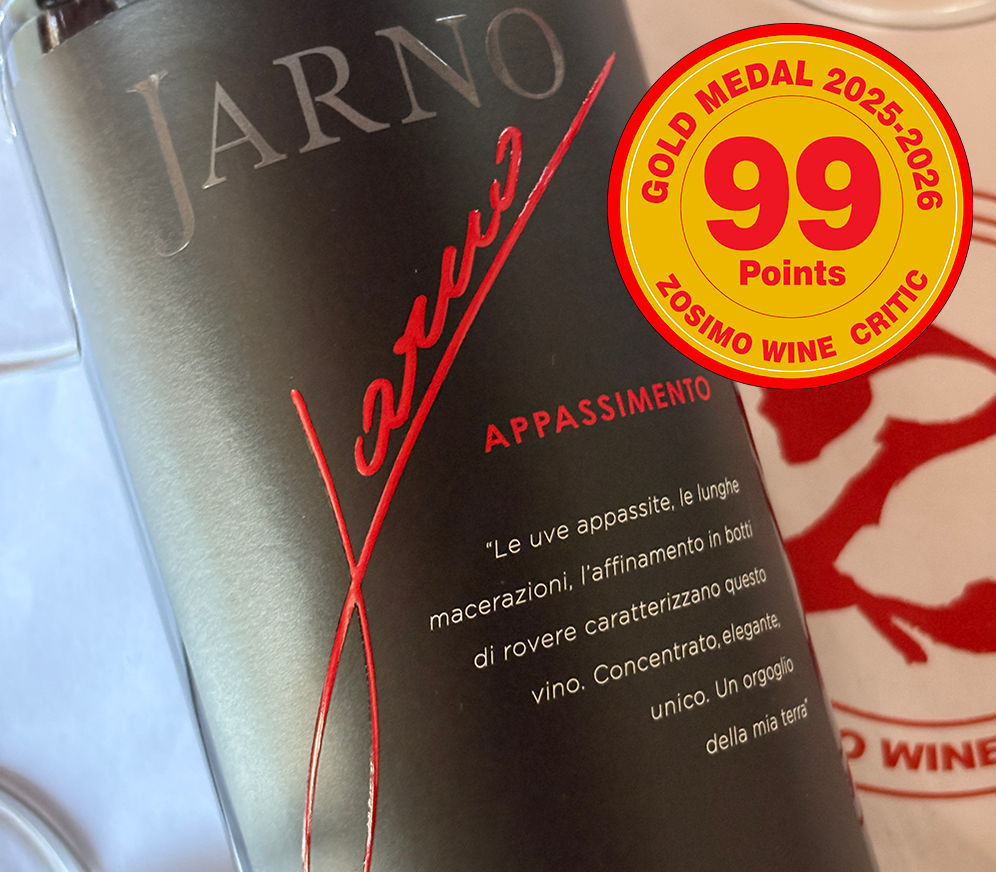 JARNO
Jarno
GOLD MEDAL 2025-2026
99
Points
ZOSIMO WINE CRITIC
APPASSIMENTO
“Le uve appassite, le lunghe
macerazioni, l'affinamento in botti
di rovere caratterizzano questo
vino. Concentrato, elegante,
unico. Un orgoglio
della mia terra”
O WINE